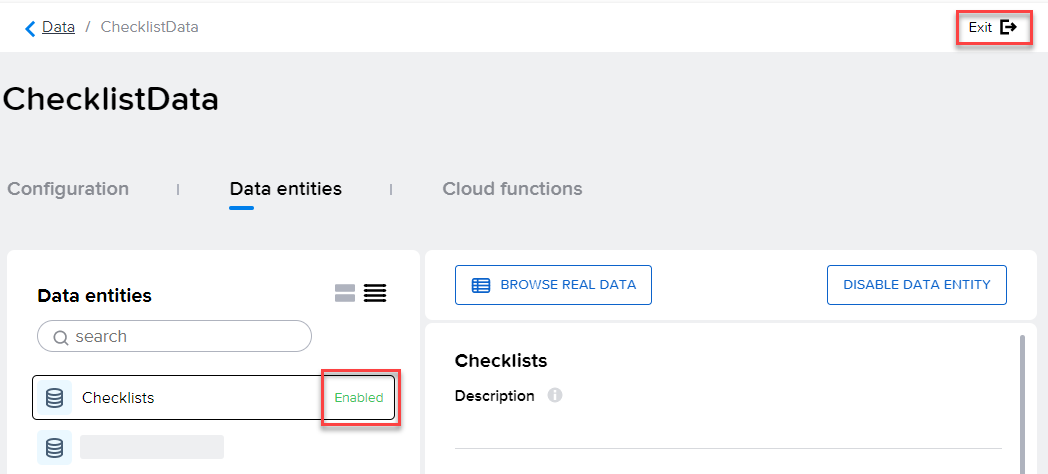 Data / ChecklistData
Exit
ChecklistData
Configuration
Data entities
Cloud functions
Data entities
search
Checklists
Enabled
BROWSE REAL DATA
DISABLE DATA ENTITY
Checklists
Description